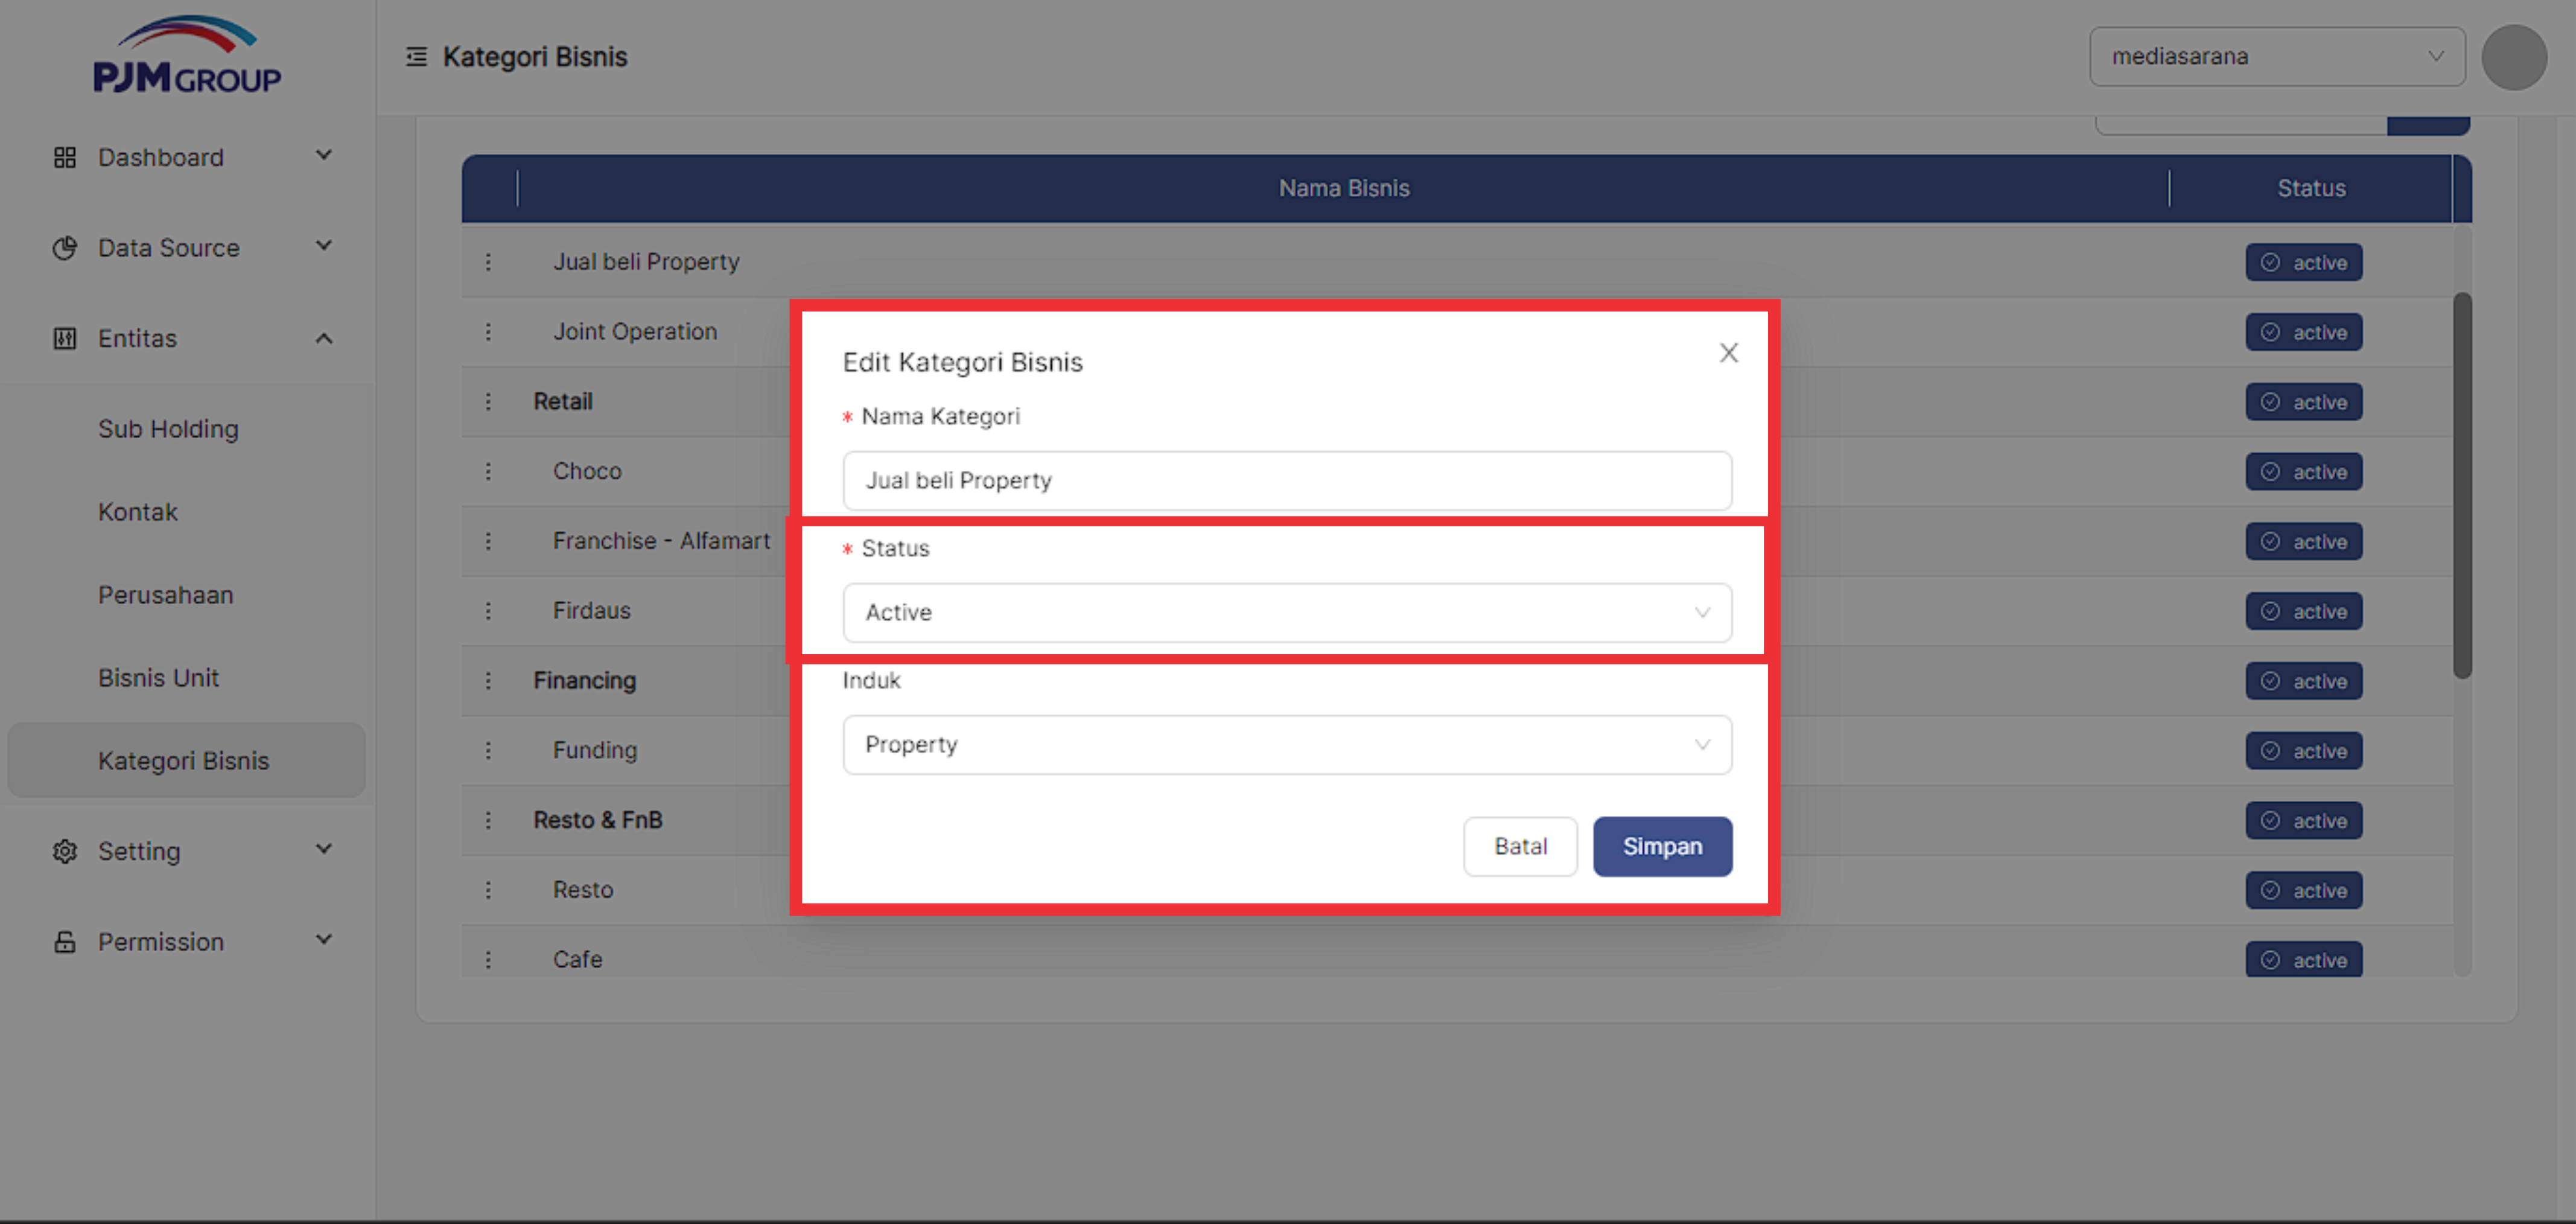 PJM GROUP
Dashboard
Data Source
Entitas
Sub Holding
Kontak
Perusahaan
Bisnis Unit
Kategori Bisnis
Setting
Permission
Kategori Bisnis
mediasarana
Nama Bisnis Status
Jual beli Property active
Joint Operation active
Retail active
Choco active
Franchise - Alfamart active
Firdaus active
Financing active
Funding active
Resto & FnB active
Resto active
Cafe active
Edit Kategori Bisnis
* Nama Kategori
Jual beli Property
* Status
Active
Induk
Property
Batal Simpan